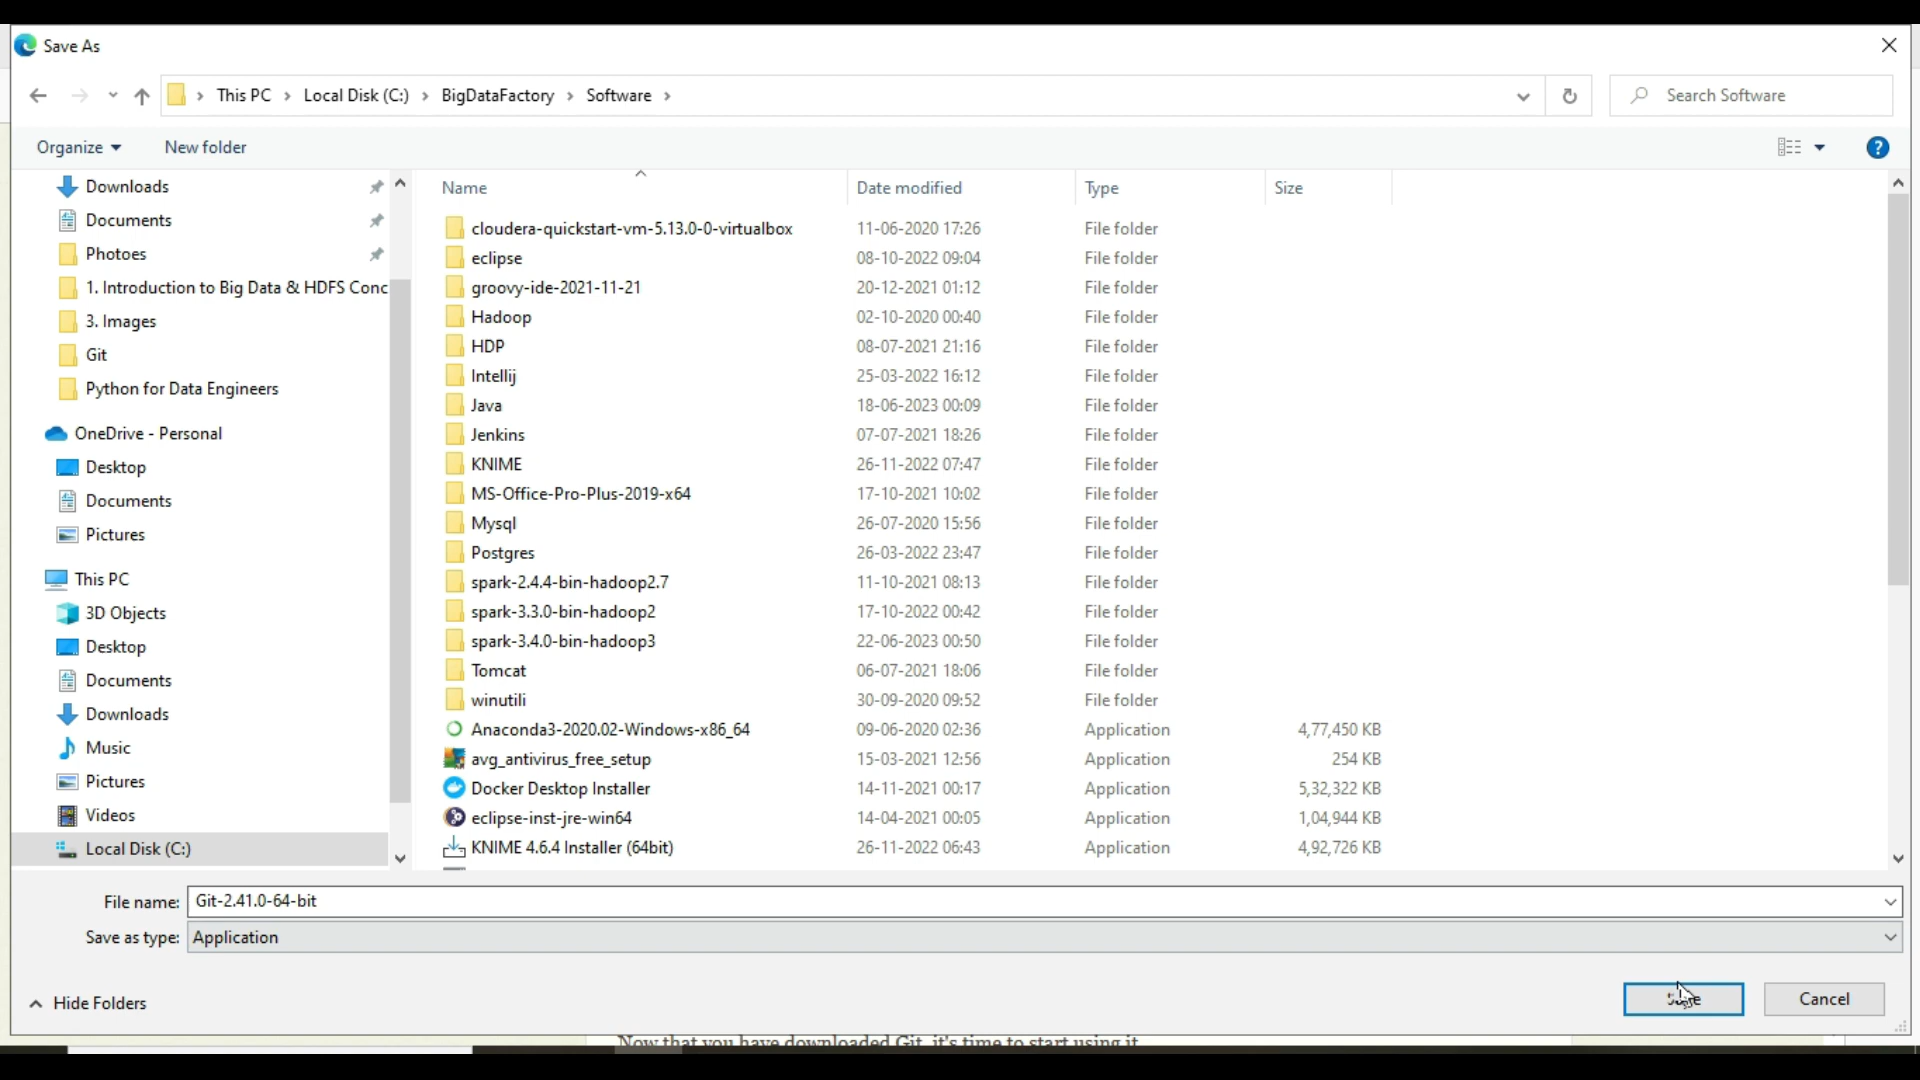 Save As
This PC > Local Disk (C:) > BigDataFactory > Software >
Search Software
Organize
New folder
Downloads
Documents
Photoes
1. Introduction to Big Data & HDFS Conc
3. Images
Git
Python for Data Engineers
OneDrive - Personal
Desktop
Documents
Pictures
This PC
3D Objects
Desktop
Documents
Downloads
Music
Pictures
Videos
Local Disk (C:)
Name Date modified Type Size
cloudera-quickstart-vm-5.13.0-0-virtualbox 11-06-2020 17:26 File folder
eclipse 08-10-2022 09:04 File folder
groovy-ide-2021-11-21 20-12-2021 01:12 File folder
Hadoop 02-10-2020 00:40 File folder
HDP 08-07-2021 21:16 File folder
Intellij 25-03-2022 16:12 File folder
Java 18-06-2023 00:09 File folder
Jenkins 07-07-2021 18:26 File folder
KNIME 26-11-2022 07:47 File folder
MS-Office-Pro-Plus-2019-x64 17-10-2021 10:02 File folder
Mysql 26-07-2020 15:56 File folder
Postgres 26-03-2022 23:47 File folder
spark-2.4.4-bin-hadoop2.7 11-10-2021 08:13 File folder
spark-3.3.0-bin-hadoop2 17-10-2022 00:42 File folder
spark-3.4.0-bin-hadoop3 22-06-2023 00:50 File folder
Tomcat 06-07-2021 18:06 File folder
winutili 30-09-2020 09:52 File folder
Anaconda3-2020.02-Windows-x86_64 09-06-2020 02:36 Application 4,77,450 KB
avg_antivirus_free_setup 15-03-2021 12:56 Application 254 KB
Docker Desktop Installer 14-11-2021 00:17 Application 5,32,322 KB
eclipse-inst-jre-win64 14-04-2021 00:05 Application 1,04,944 KB
KNIME 4.6.4 Installer (64bit) 26-11-2022 06:43 Application 4,92,726 KB
File name: Git-2.41.0-64-bit
Save as type: Application
Hide Folders
Save
Cancel
Now that you have downloaded Git, it's time to start using it.